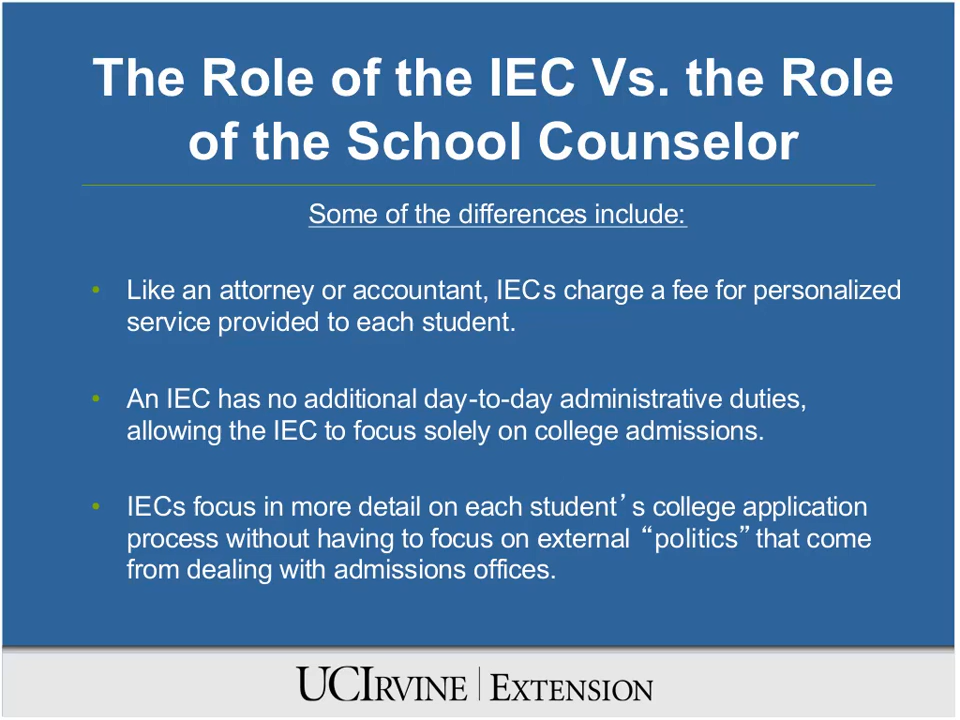 The Role of the IEC Vs. the Role
of the School Counselor
Some of the differences include:
• Like an attorney or accountant, IECs charge a fee for personalized
service provided to each student.
• An IEC has no additional day-to-day administrative duties,
allowing the IEC to focus solely on college admissions.
• IECs focus in more detail on each student’s college application
process without having to focus on external “politics” that come
from dealing with admissions offices.
UCIRVINE | EXTENSION